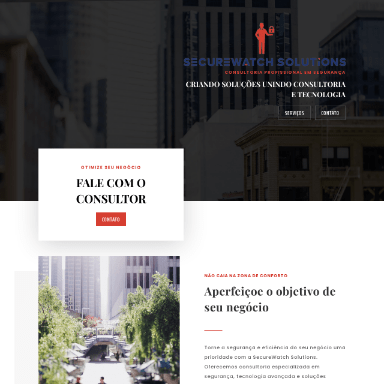 SECUREWATCH SOLUTIONS
CONSULTORIA PROFISSIONAL EM SEGURANÇA
CRIANDO SOLUÇÕES UNINDO CONSULTORIA
E TECNOLOGIA
SERVIÇOS CONTATO
OTIMIZE SEU NEGÓCIO
FALE COM O
CONSULTOR
CONTATO
NÃO CAIA NA ZONA DE CONFORTO
Aperfeiçoe o objetivo de
seu negócio
Torne a segurança e eficiência do seu negócio uma
prioridade com a SecureWatch Solutions.
Oferecemos consultoria especializada em
segurança, tecnologia avançada e soluções